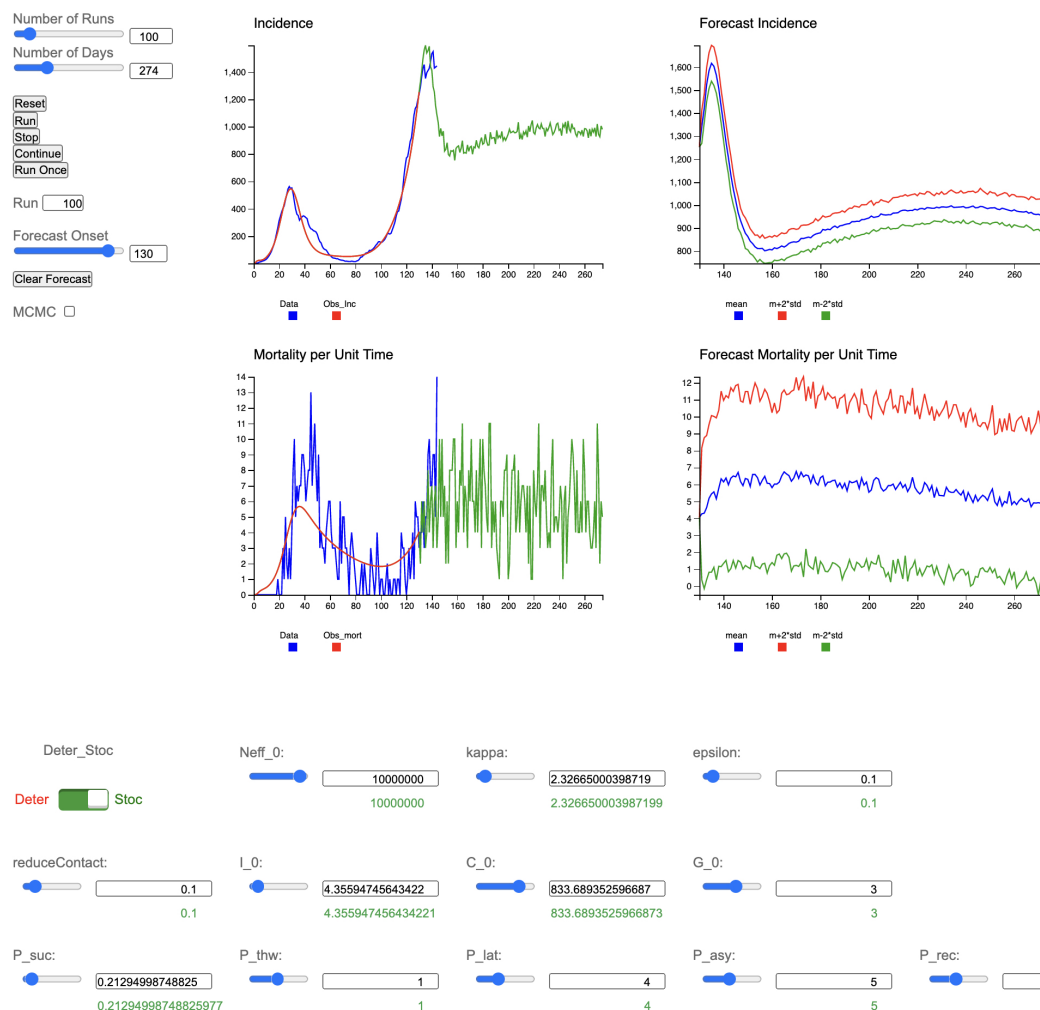 Number of Runs
100
Number of Days
274
Reset
Run
Stop
Continue
Run Once
Run 100
Forecast Onset
130
Clear Forecast
MCMC
Incidence
1,400
1,200
1,000
800
600
400
200
0 20 40 60 80 100 120 140 160 180 200 220 240 260
Data Obs_Inc
Forecast Incidence
1,600
1,500
1,400
1,300
1,200
1,100
1,000
900
800
140 160 180 200 220 240 260
mean m+2*std m-2*std
Mortality per Unit Time
14
13
12
11
10
9
8
7
6
5
4
3
2
1
0
0 20 40 60 80 100 120 140 160 180 200 220 240 260
Data Obs_mort
Forecast Mortality per Unit Time
12
11
10
9
8
7
6
5
4
3
2
1
0
140 160 180 200 220 240 260
mean m+2*std m-2*std
Deter_Stoc
Deter Stoc
Neff_0:
10000000
10000000
kappa:
2.32665000398719
2.326650003987199
epsilon:
0.1
0.1
reduceContact:
0.1
0.1
I_0:
4.35594745643422
4.355947456434221
C_0:
833.689352596687
833.6893525966873
G_0:
3
3
P_suc:
0.21294998748825
0.21294998748825977
P_thw:
1
1
P_lat:
4
4
P_asy:
5
5
P_rec: